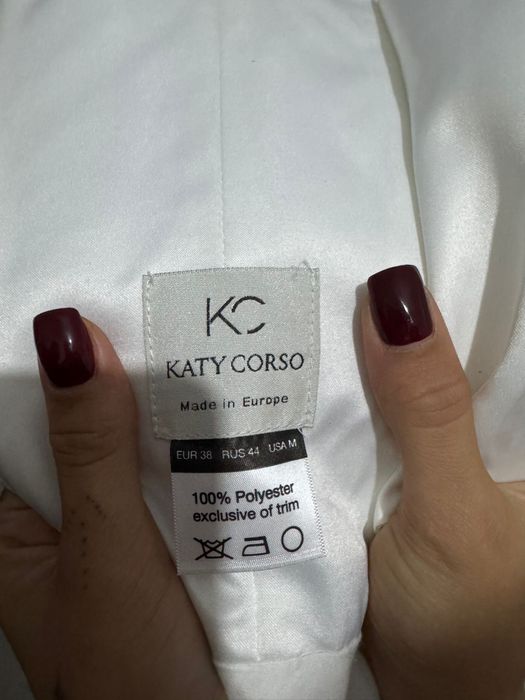 KC
KATY CORSO
Made in Europe
EUR 38 RUS 44 USA M
100% Polyester
exclusive of trim